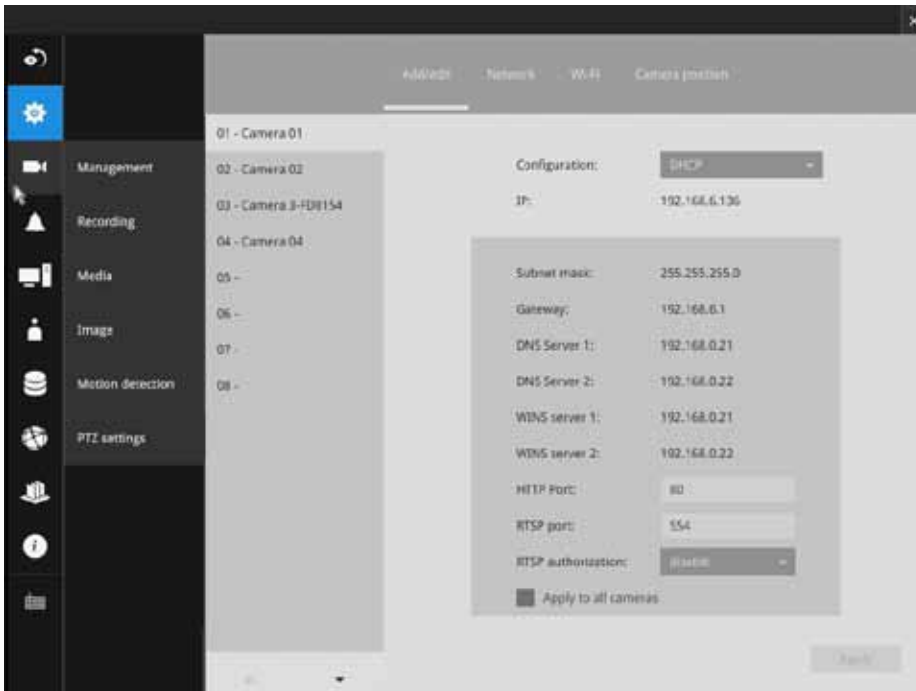 Add/edit Network Wi-Fi Camera position
01 - Camera 01
02 - Camera 02
03 - Camera 3-FD8154
04 - Camera 04
05 -
06 -
07 -
08 -
Management
Recording
Media
Image
Motion detection
PTZ settings
Configuration: DHCP
IP: 192.168.6.136
Subnet mask: 255.255.255.0
Gateway: 192.168.6.1
DNS Server 1: 192.168.0.21
DNS Server 2: 192.168.0.22
WINS server 1: 192.168.0.21
WINS server 2: 192.168.0.22
HTTP Port: 80
RTSP port: 554
RTSP authorization:
Apply to all cameras
Apply